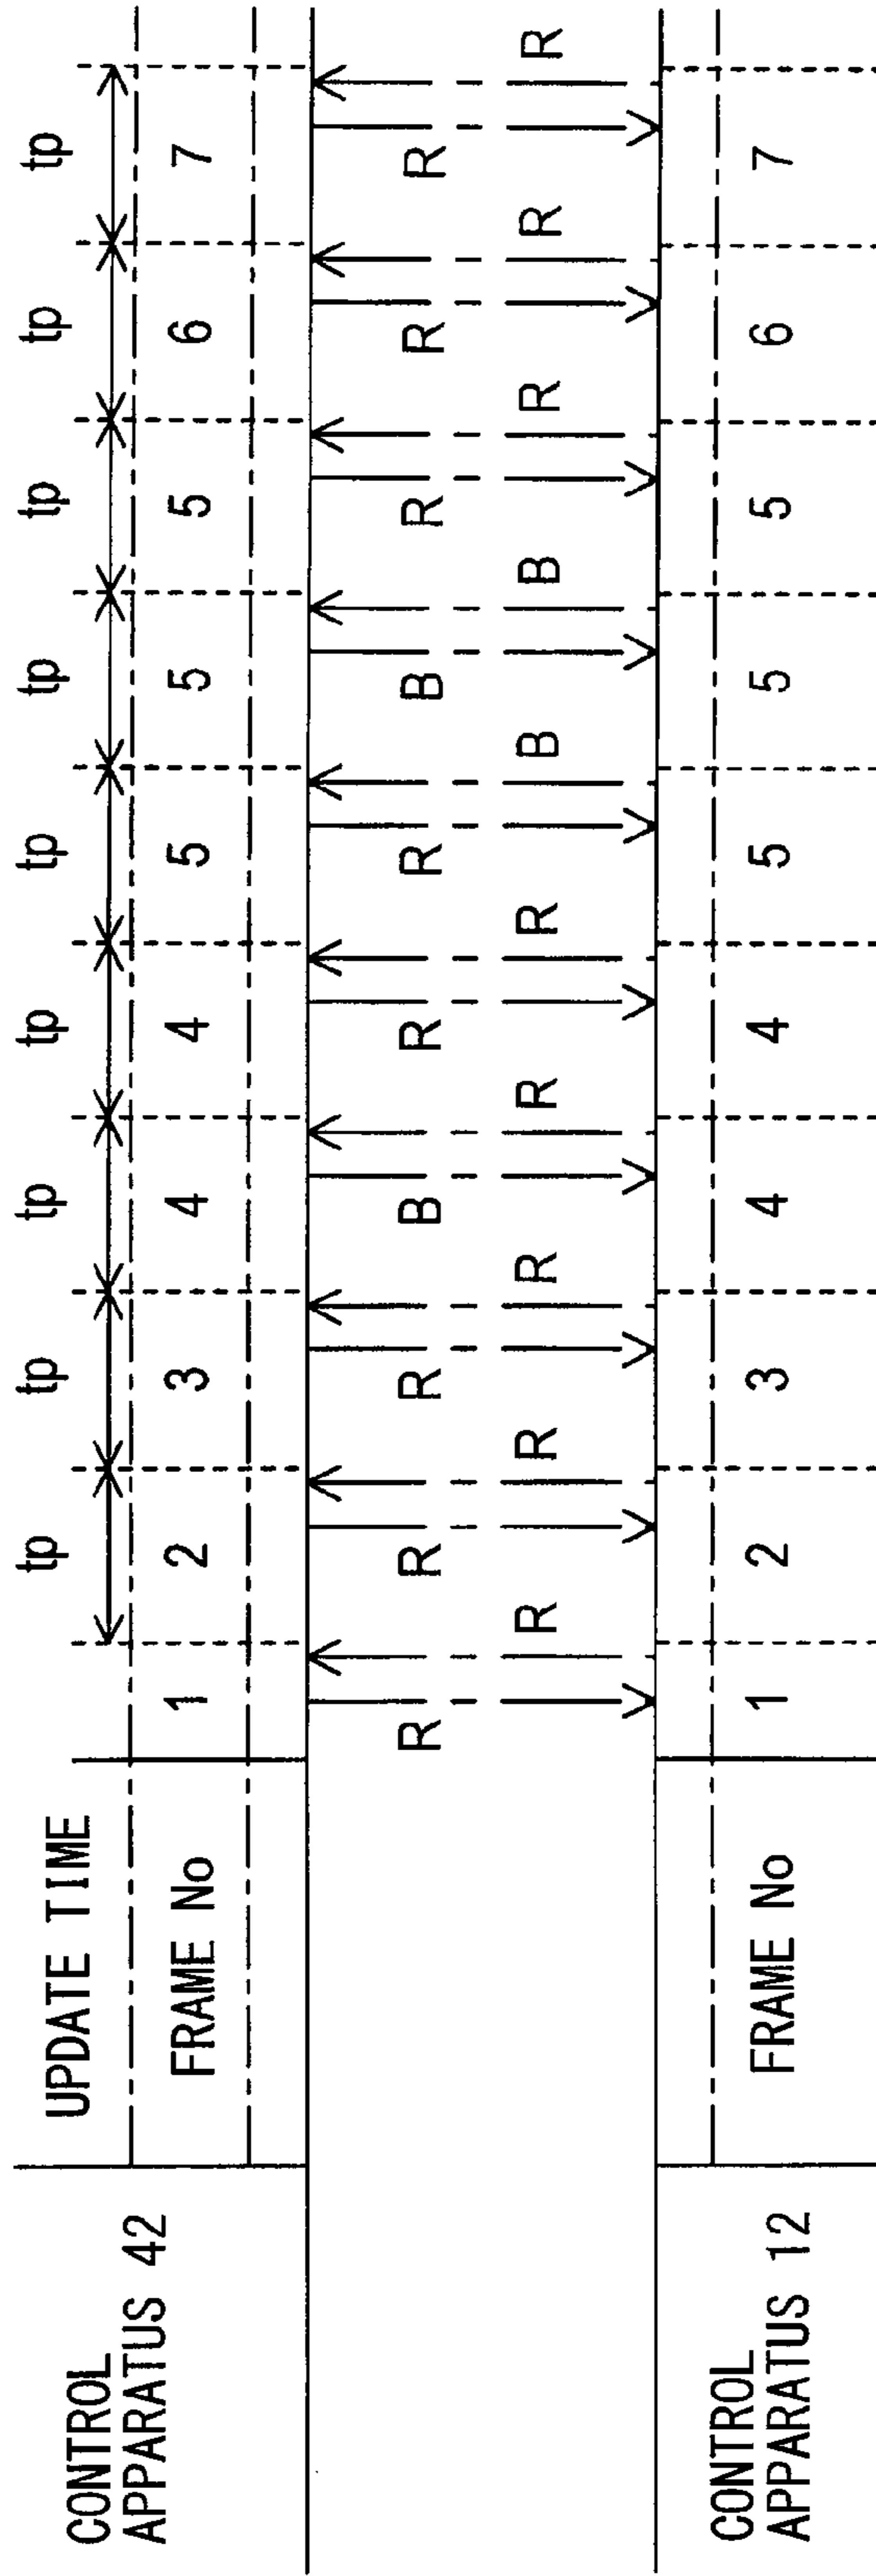 CONTROL
APPARATUS 42
UPDATE TIME
tp tp tp tp tp tp tp tp tp
FRAME No
1 2 3 4 4 5 5 5 6 7
R R R B R R B R R R
R R R R R B B R R R
CONTROL
APPARATUS 12
FRAME No
1 2 3 4 4 5 5 5 6 7